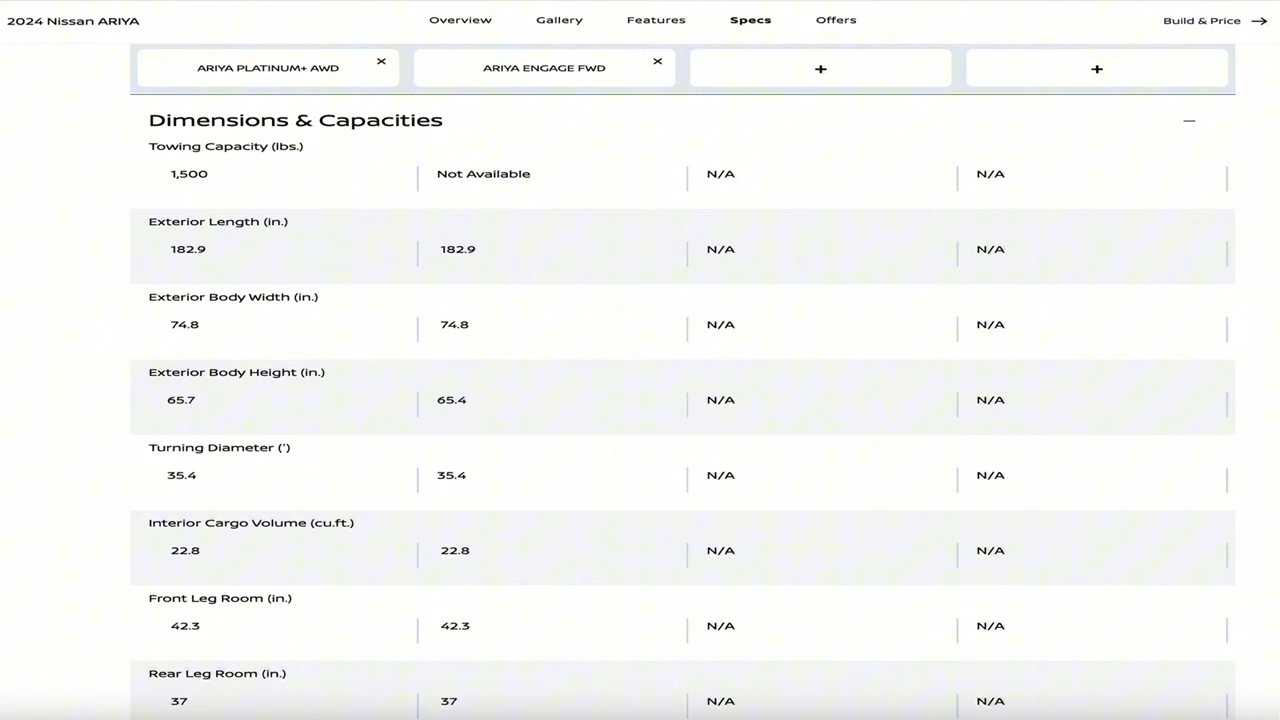 2024 Nissan ARIYA
Overview Gallery Features Specs Offers
Build & Price →
ARIYA PLATINUM+ AWD × ARIYA ENGAGE FWD × + +
Dimensions & Capacities —
Towing Capacity (lbs.)
1,500 Not Available N/A N/A
Exterior Length (in.)
182.9 182.9 N/A N/A
Exterior Body Width (in.)
74.8 74.8 N/A N/A
Exterior Body Height (in.)
65.7 65.4 N/A N/A
Turning Diameter (')
35.4 35.4 N/A N/A
Interior Cargo Volume (cu.ft.)
22.8 22.8 N/A N/A
Front Leg Room (in.)
42.3 42.3 N/A N/A
Rear Leg Room (in.)
37 37 N/A N/A